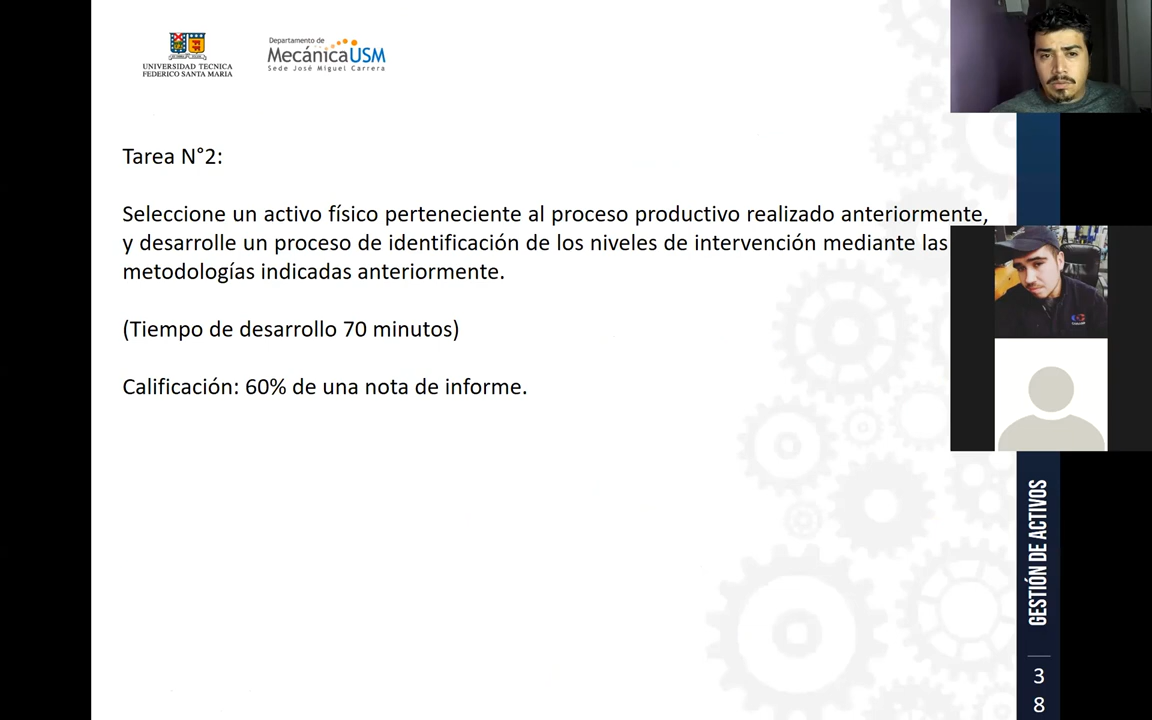 UNIVERSIDAD TECNICA
FEDERICO SANTA MARIA
Departamento de
MecánicaUSM
Sede José Miguel Carrera
Tarea N°2:
Seleccione un activo físico perteneciente al proceso productivo realizado anteriormente,
y desarrolle un proceso de identificación de los niveles de intervención mediante las
metodologías indicadas anteriormente.
(Tiempo de desarrollo 70 minutos)
Calificación: 60% de una nota de informe.
GESTIÓN DE ACTIVOS
3
8